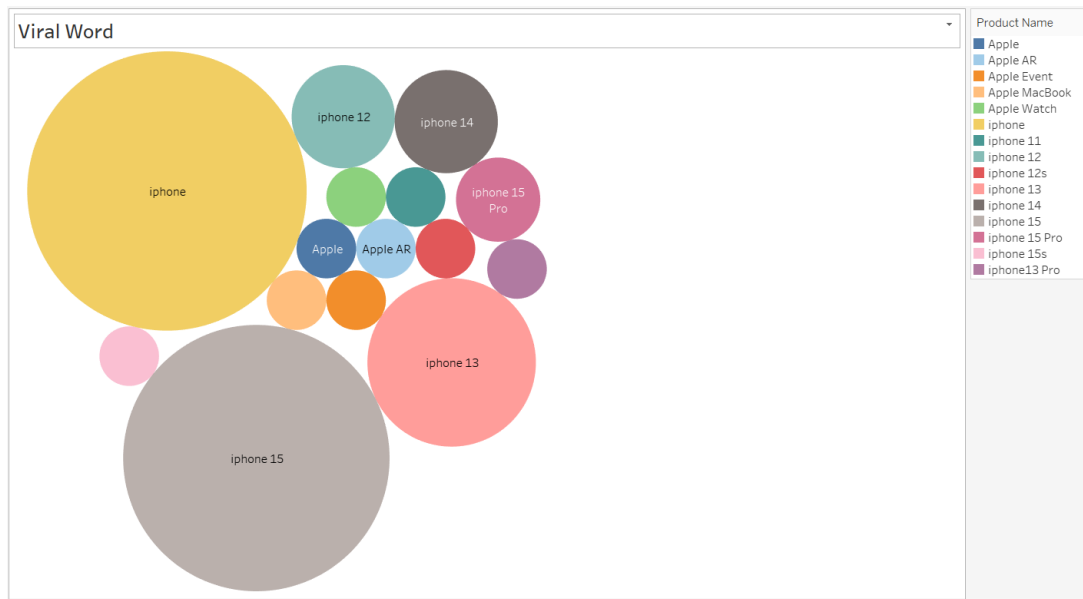 Viral Word
iphone
iphone 12
iphone 14
iphone 15
Pro
Apple
Apple AR
iphone 13
iphone 15
Product Name
Apple
Apple AR
Apple Event
Apple MacBook
Apple Watch
iphone
iphone 11
iphone 12
iphone 12s
iphone 13
iphone 14
iphone 15
iphone 15 Pro
iphone 15s
iphone13 Pro